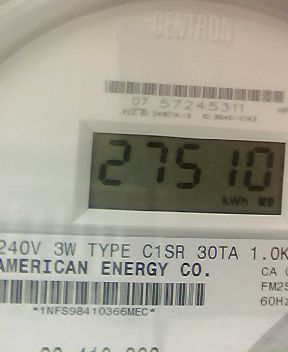 CENTRON
07 57245311
27510
kWh
240V 3W TYPE C1SR 30TA 1.0K
AMERICAN ENERGY CO.
CA
FM2S
60Hz
*1NFS98410366MEC*